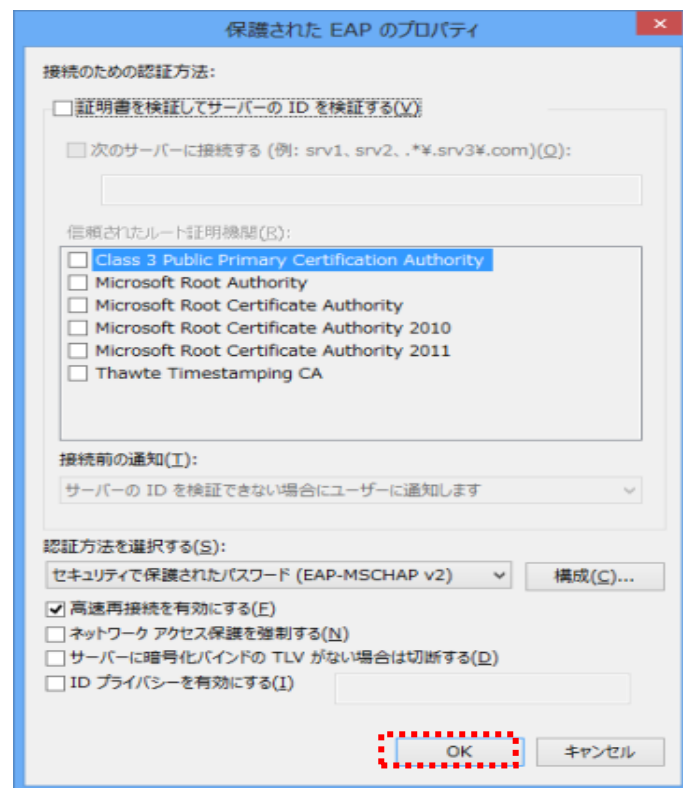 保護された EAP のプロパティ
接続のための認証方法:
証明書を検証してサーバーの ID を検証する(V)
次のサーバーに接続する (例: srv1、srv2、.*¥.srv3¥.com)(O):
信頼されたルート証明機関(R):
Class 3 Public Primary Certification Authority
Microsoft Root Authority
Microsoft Root Certificate Authority
Microsoft Root Certificate Authority 2010
Microsoft Root Certificate Authority 2011
Thawte Timestamping CA
接続前の通知(T):
サーバーの ID を検証できない場合にユーザーに通知します
認証方法を選択する(S):
セキュリティで保護されたパスワード (EAP-MSCHAP v2) 構成(C)...
高速再接続を有効にする(F)
ネットワーク アクセス保護を強制する(N)
サーバーに暗号化バインドの TLV がない場合は切断する(D)
ID プライバシーを有効にする(I)
OK キャンセル